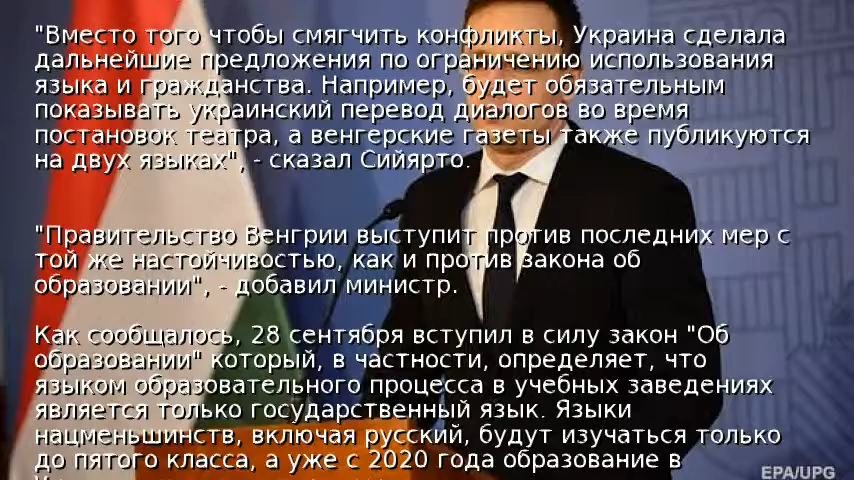 "Вместо того чтобы смягчить конфликты, Украина сделала
дальнейшие предложения по ограничению использования
языка и гражданства. Например, будет обязательным
показывать украинский перевод диалогов во время
постановок театра, а венгерские газеты также публикуются
на двух языках", - сказал Сийярто.
"Правительство Венгрии выступит против последних мер с
той же настойчивостью, как и против закона об
образовании", - добавил министр.
Как сообщалось, 28 сентября вступил в силу закон "Об
образовании" который, в частности, определяет, что
языком образовательного процесса в учебных заведениях
является только государственный язык. Языки
нацменьшинств, включая русский, будут изучаться только
до пятого класса, а уже с 2020 года образование в
EPA/UPG